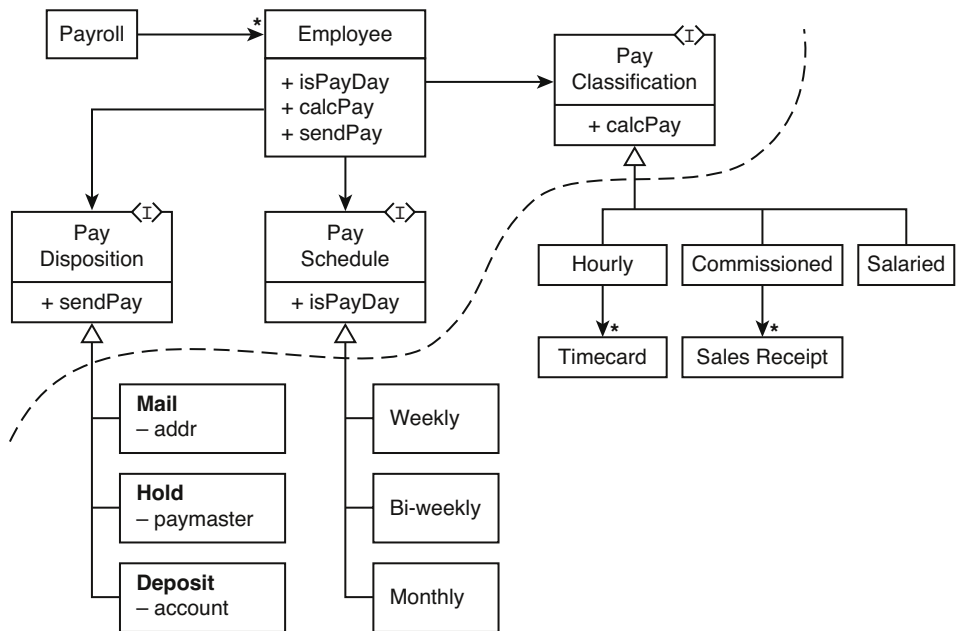 Payroll
*
Employee
+ isPayDay
+ calcPay
+ sendPay
<I>
Pay
Classification
+ calcPay
<I>
Pay
Disposition
+ sendPay
<I>
Pay
Schedule
+ isPayDay
Hourly
Commissioned
Salaried
*
Timecard
*
Sales Receipt
Mail
– addr
Hold
– paymaster
Deposit
– account
Weekly
Bi-weekly
Monthly